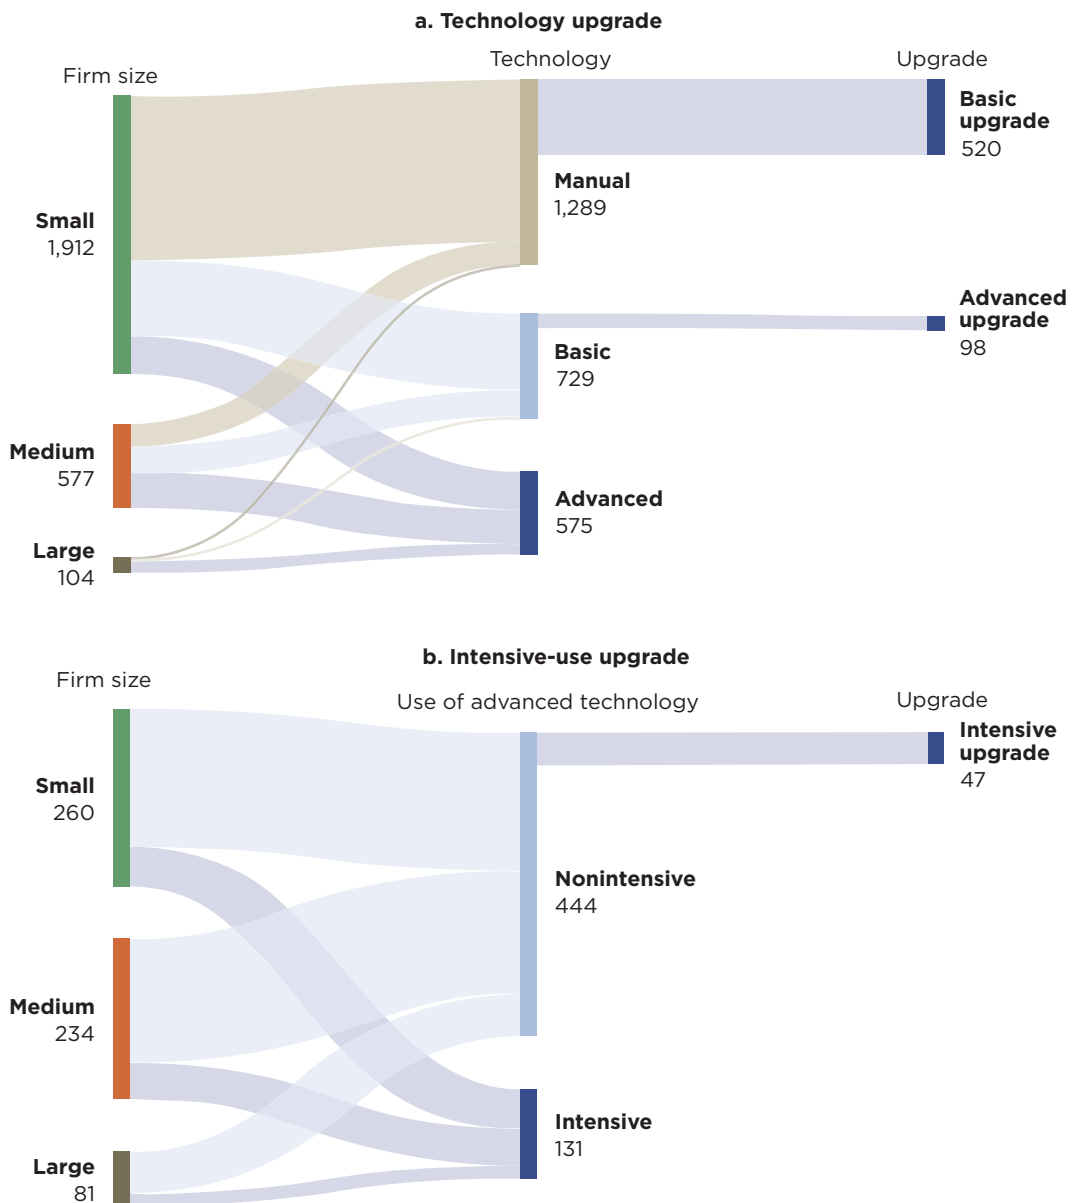 a. Technology upgrade
Firm size
Technology
Upgrade
Small
1,912
Medium
577
Large
104
Manual
1,289
Basic
729
Advanced
575
Basic
upgrade
520
Advanced
upgrade
98
b. Intensive-use upgrade
Firm size
Use of advanced technology
Upgrade
Small
260
Medium
234
Large
81
Nonintensive
444
Intensive
131
Intensive
upgrade
47